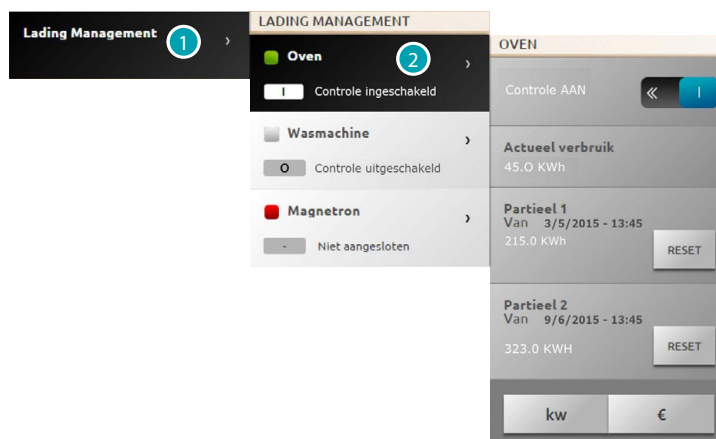 Lading Management
1
›
LADING MANAGEMENT
Oven
2
›
I
Controle ingeschakeld
Wasmachine
›
O
Controle uitgeschakeld
Magnetron
›
-
Niet aangesloten
OVEN
Controle AAN
«
I
Actueel verbruik
45.O KWh
Partieel 1
Van 3/5/2015 - 13:45
215.0 KWh
RESET
Partieel 2
Van 9/6/2015 - 13:45
323.0 KWH
RESET
kw
€